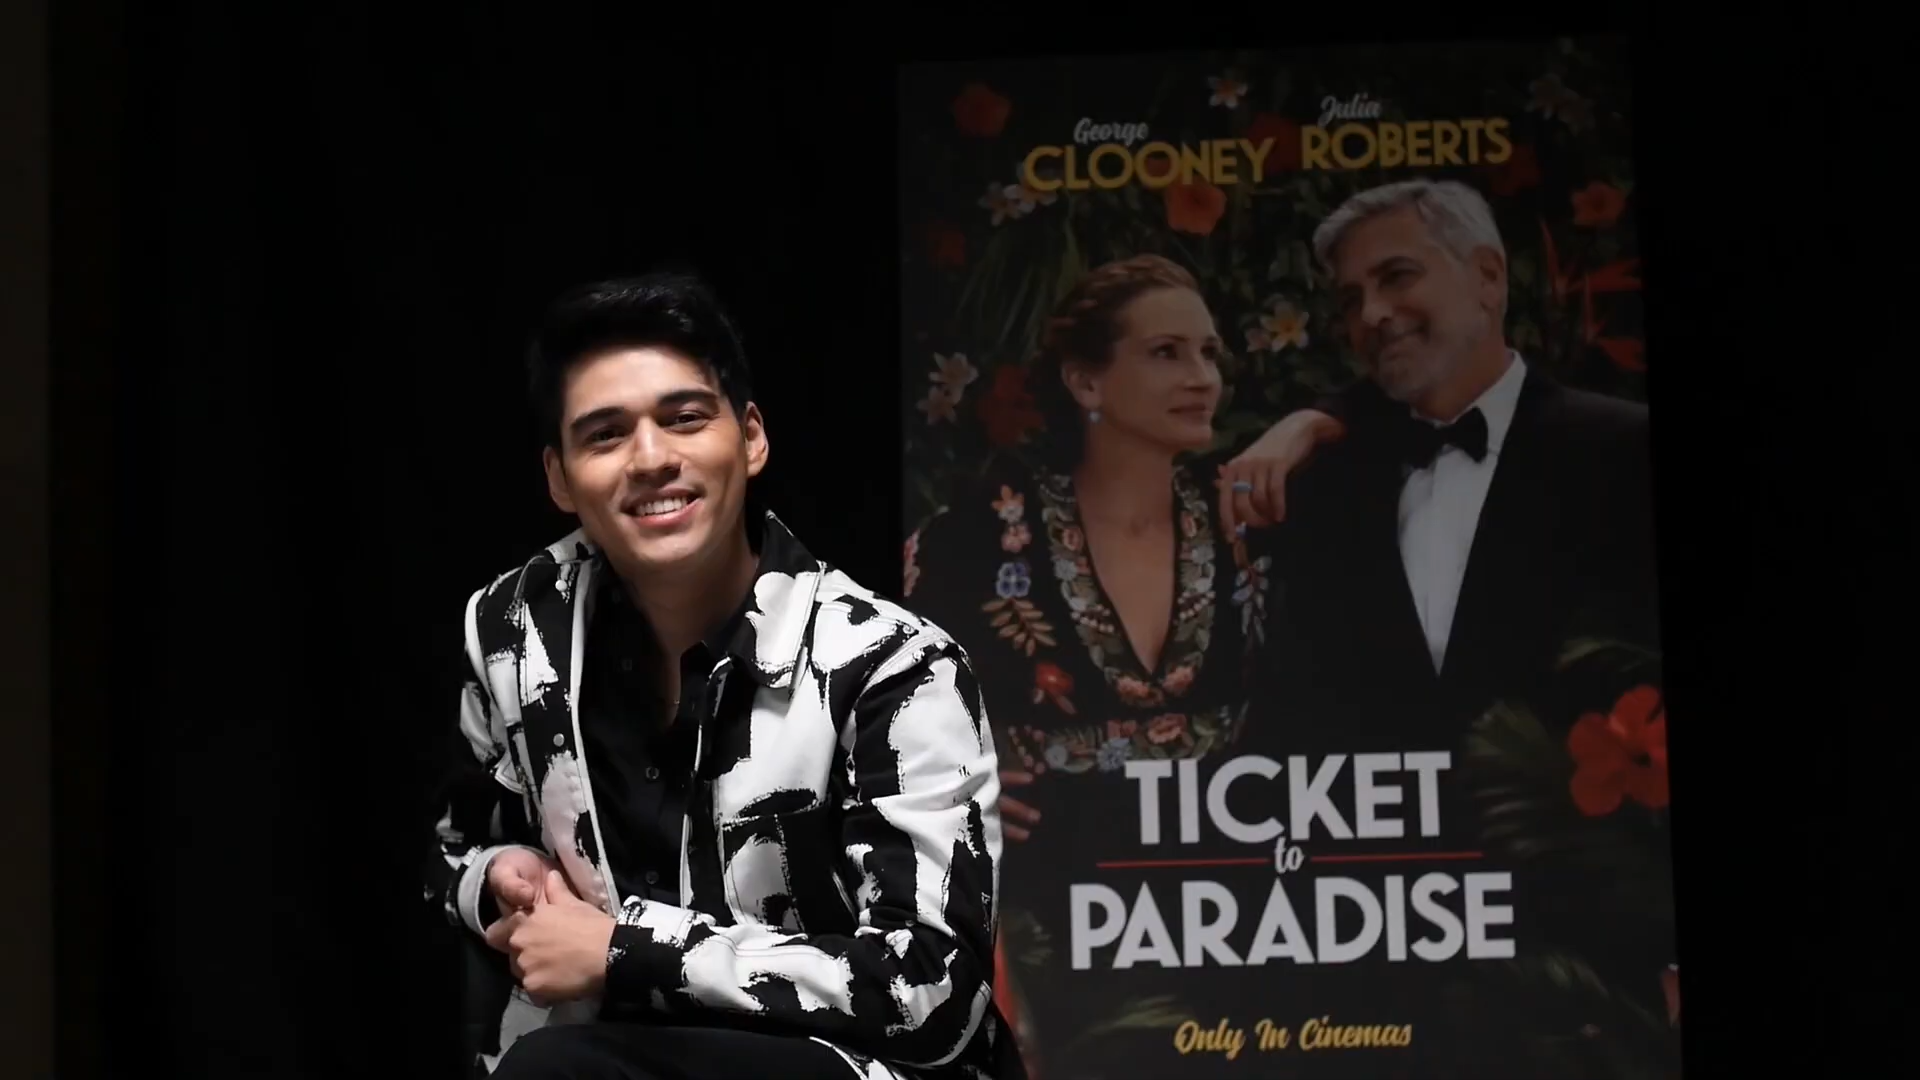 George
CLOONEY
Julia
ROBERTS
TICKET
to
PARADISE
Only In Cinemas